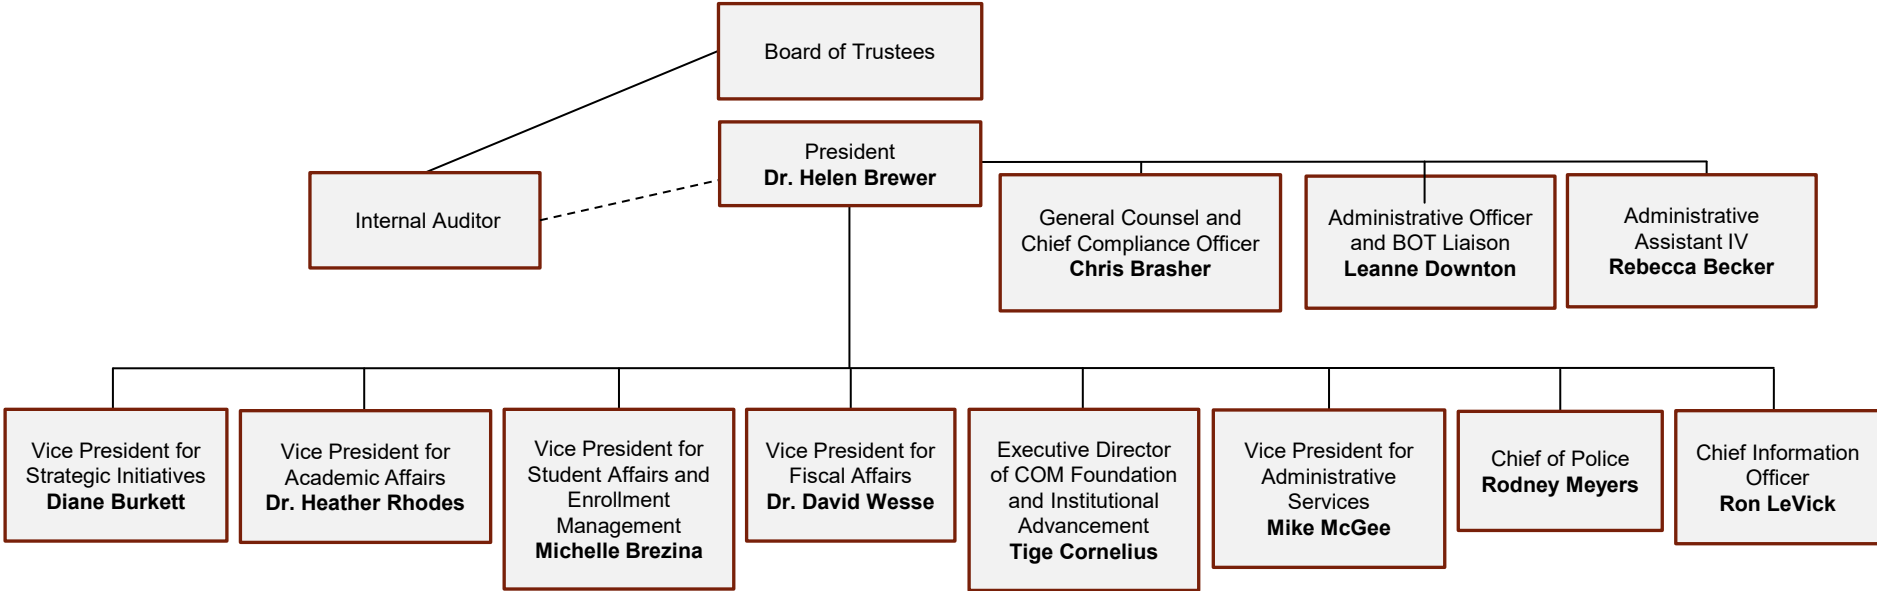 Board of Trustees
President
Dr. Helen Brewer
Internal Auditor
General Counsel and
Chief Compliance Officer
Chris Brasher
Administrative Officer
and BOT Liaison
Leanne Downton
Administrative
Assistant IV
Rebecca Becker
Vice President for
Strategic Initiatives
Diane Burkett
Vice President for
Academic Affairs
Dr. Heather Rhodes
Vice President for
Student Affairs and
Enrollment
Management
Michelle Brezina
Vice President for
Fiscal Affairs
Dr. David Wesse
Executive Director
of COM Foundation
and Institutional
Advancement
Tige Cornelius
Vice President for
Administrative
Services
Mike McGee
Chief of Police
Rodney Meyers
Chief Information
Officer
Ron LeVick